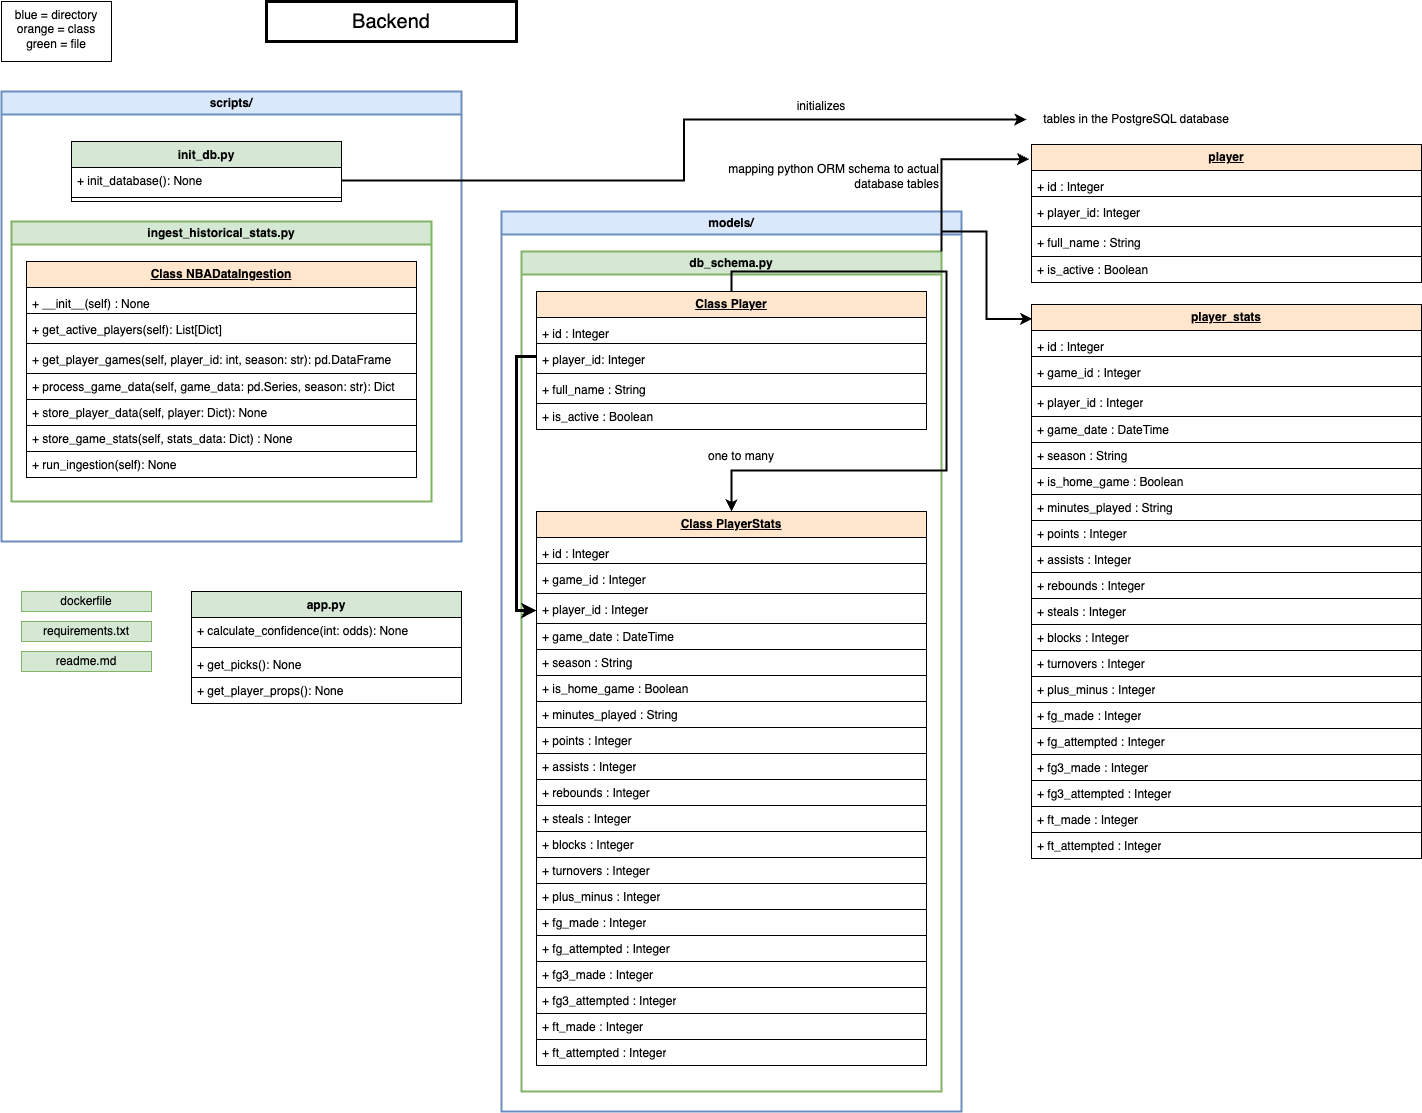 blue = directory
orange = class
green = file
Backend
scripts/
init_db.py
+ init_database(): None
ingest_historical_stats.py
Class NBADataIngestion
+ __init__(self) : None
+ get_active_players(self): List[Dict]
+ get_player_games(self, player_id: int, season: str): pd.DataFrame
+ process_game_data(self, game_data: pd.Series, season: str): Dict
+ store_player_data(self, player: Dict): None
+ store_game_stats(self, stats_data: Dict) : None
+ run_ingestion(self): None
dockerfile
requirements.txt
readme.md
app.py
+ calculate_confidence(int: odds): None
+ get_picks(): None
+ get_player_props(): None
initializes
mapping python ORM schema to actual
database tables
models/
db_schema.py
Class Player
+ id : Integer
+ player_id: Integer
+ full_name : String
+ is_active : Boolean
one to many
Class PlayerStats
+ id : Integer
+ game_id : Integer
+ player_id : Integer
+ game_date : DateTime
+ season : String
+ is_home_game : Boolean
+ minutes_played : String
+ points : Integer
+ assists : Integer
+ rebounds : Integer
+ steals : Integer
+ blocks : Integer
+ turnovers : Integer
+ plus_minus : Integer
+ fg_made : Integer
+ fg_attempted : Integer
+ fg3_made : Integer
+ fg3_attempted : Integer
+ ft_made : Integer
+ ft_attempted : Integer
tables in the PostgreSQL database
player
+ id : Integer
+ player_id: Integer
+ full_name : String
+ is_active : Boolean
player_stats
+ id : Integer
+ game_id : Integer
+ player_id : Integer
+ game_date : DateTime
+ season : String
+ is_home_game : Boolean
+ minutes_played : String
+ points : Integer
+ assists : Integer
+ rebounds : Integer
+ steals : Integer
+ blocks : Integer
+ turnovers : Integer
+ plus_minus : Integer
+ fg_made : Integer
+ fg_attempted : Integer
+ fg3_made : Integer
+ fg3_attempted : Integer
+ ft_made : Integer
+ ft_attempted : Integer